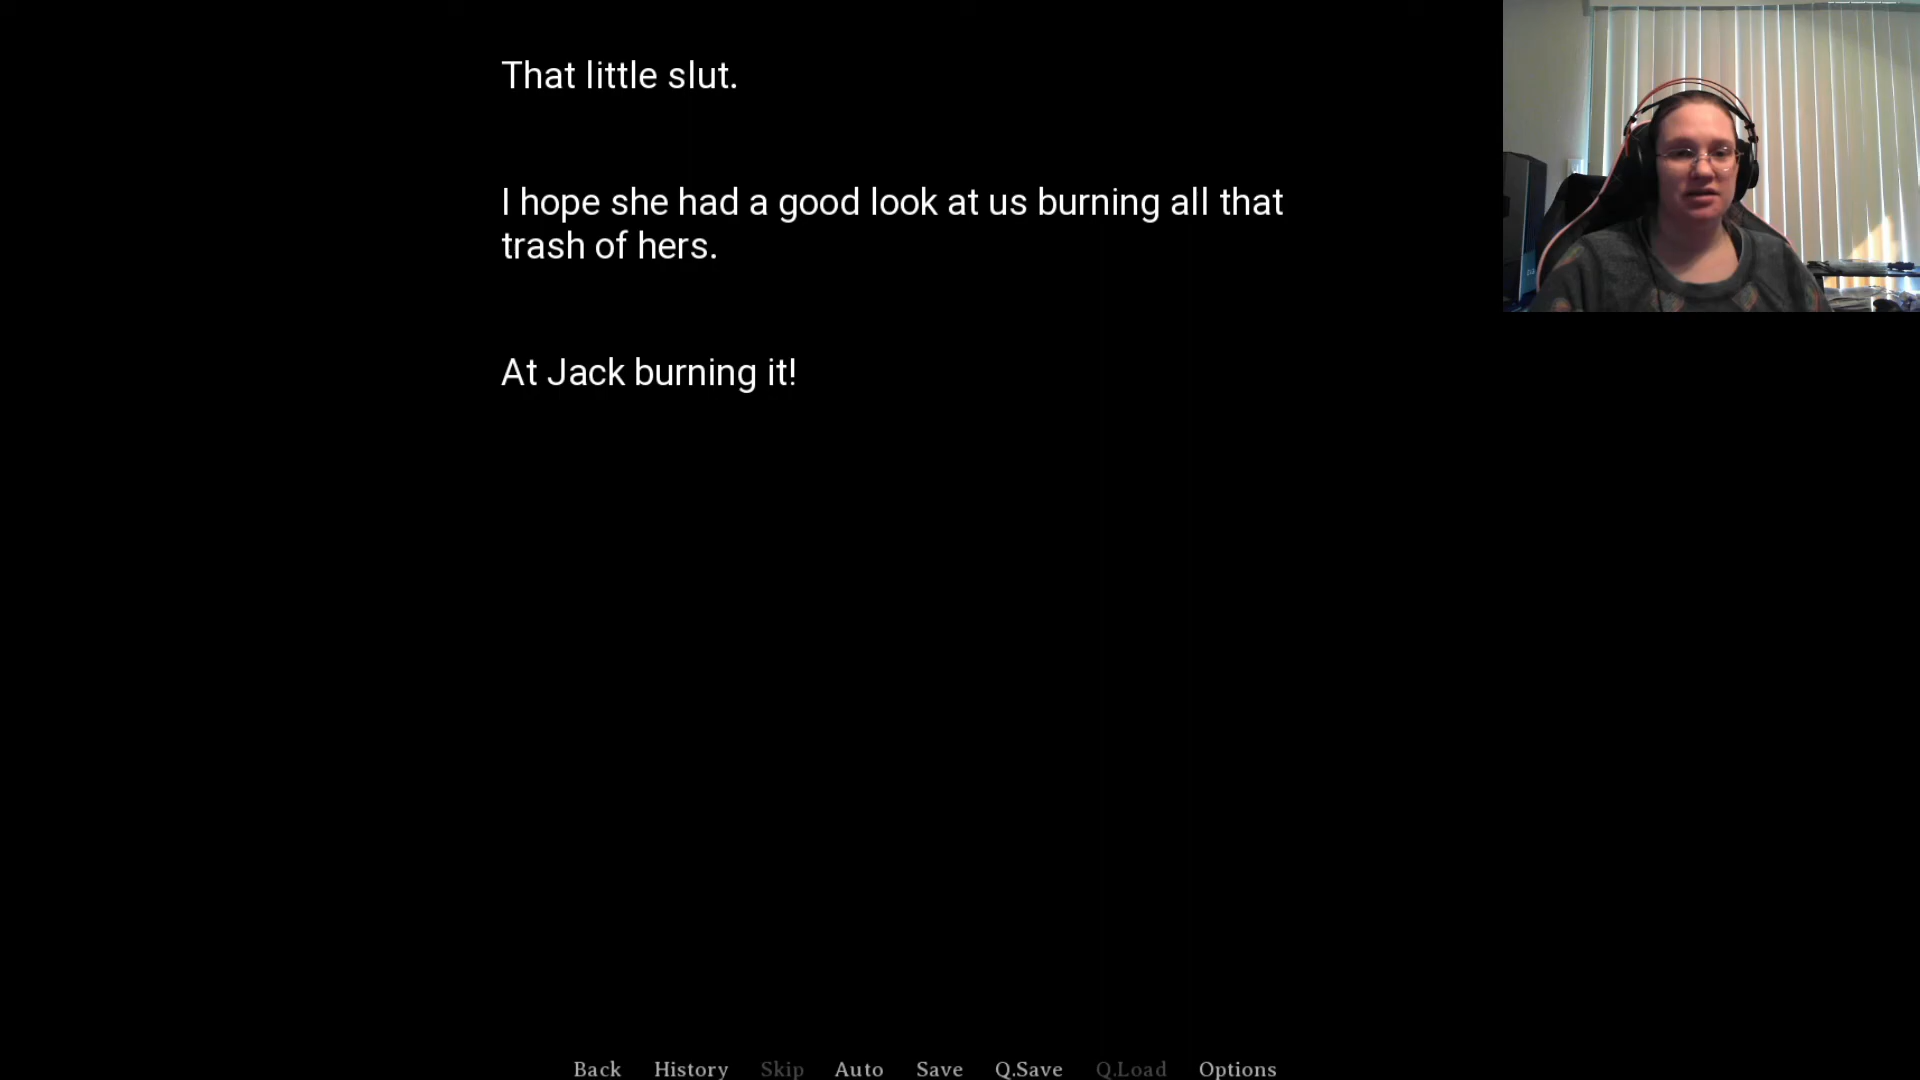 That little slut.
I hope she had a good look at us burning all that
trash of hers.
At Jack burning it!
Back History Skip Auto Save Q.Save Q.Load Options